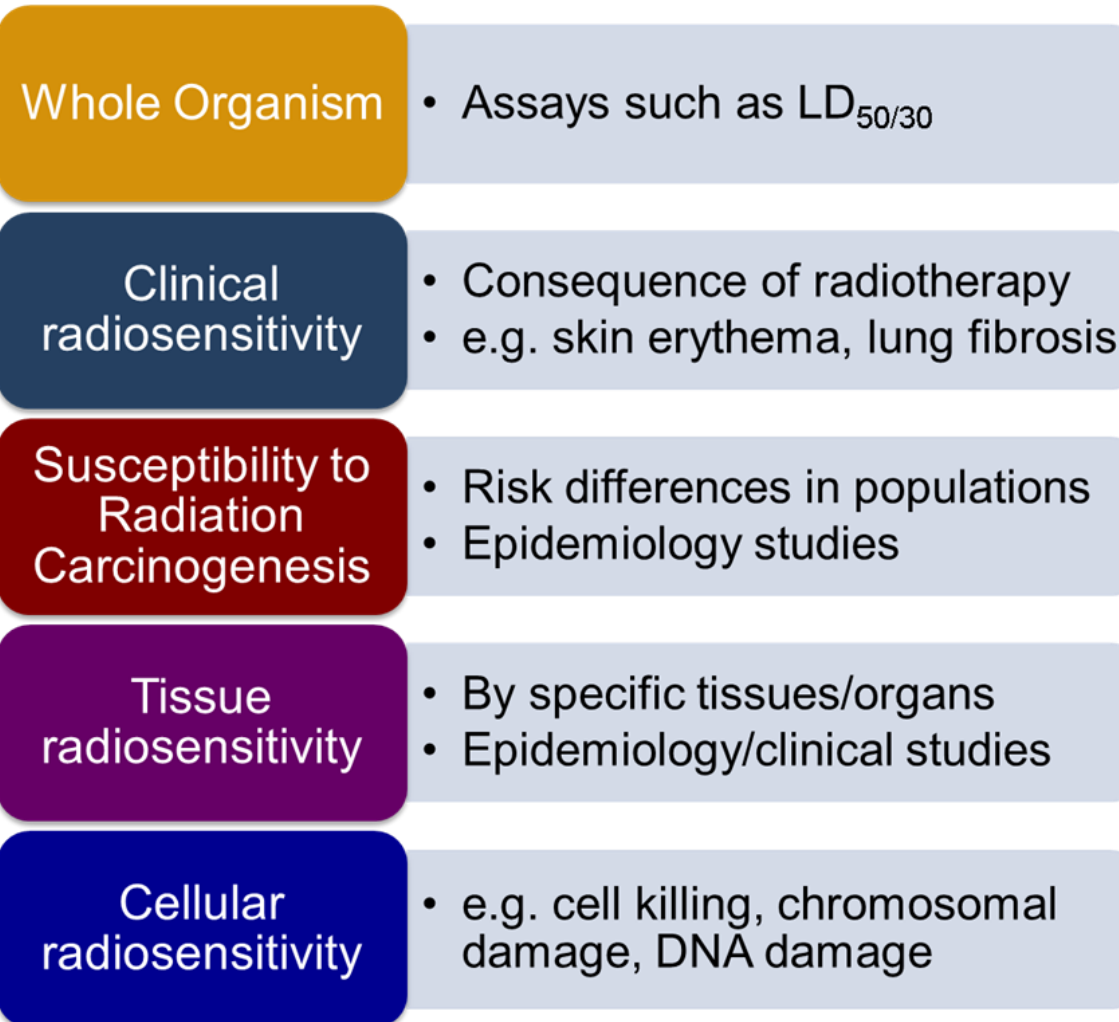 Whole Organism
• Assays such as LD50/30
Clinical
radiosensitivity
• Consequence of radiotherapy
• e.g. skin erythema, lung fibrosis
Susceptibility to
Radiation
Carcinogenesis
• Risk differences in populations
• Epidemiology studies
Tissue
radiosensitivity
• By specific tissues/organs
• Epidemiology/clinical studies
Cellular
radiosensitivity
• e.g. cell killing, chromosomal
damage, DNA damage